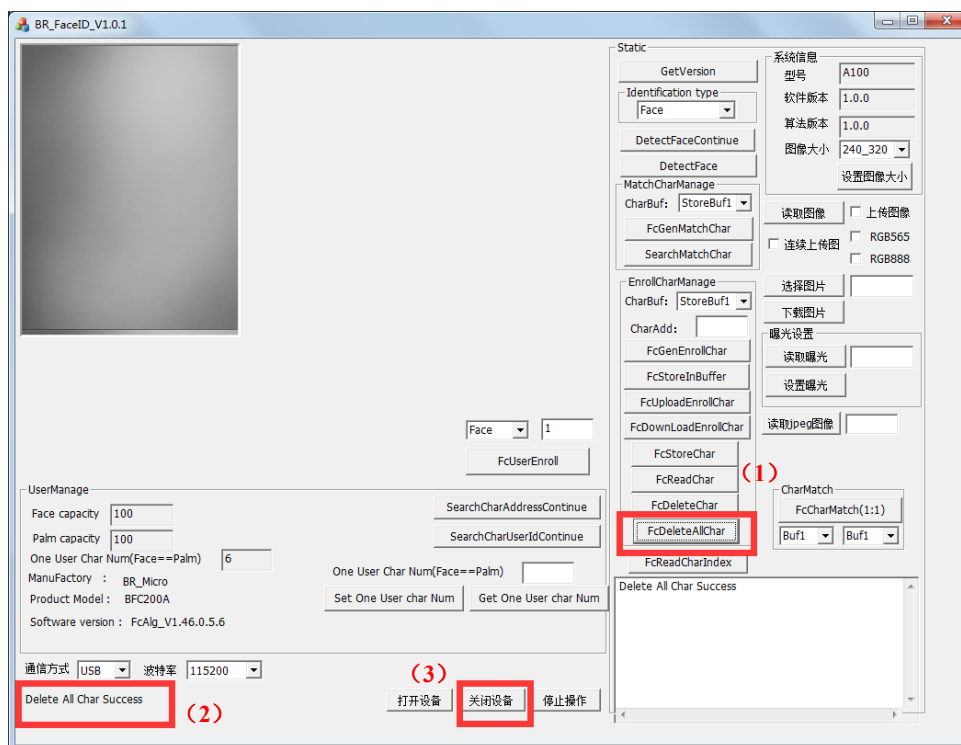 BR_FaceID_V1.0.1
Static
GetVersion
Identification type
Face
DetectFaceContinue
DetectFace
MatchCharManage
CharBuf: StoreBuf1
FcGenMatchChar
SearchMatchChar
EnrollCharManage
CharBuf: StoreBuf1
CharAdd:
FcGenEnrollChar
FcStoreInBuffer
FcUploadEnrollChar
FcDownLoadEnrollChar
FcStoreChar
FcReadChar
(1)
FcDeleteChar
FcDeleteAllChar
FcReadCharIndex
系统信息
型号 A100
软件版本 1.0.0
算法版本 1.0.0
图像大小 240_320
设置图像大小
读取图像 上传图像
连续上传图 RGB565
RGB888
选择图片
下载图片
曝光设置
读取曝光
设置曝光
读取jpeg图像
CharMatch
FcCharMatch(1:1)
Buf1 Buf1
Delete All Char Success
Face 1
FcUserEnroll
UserManage
Face capacity 100
Palm capacity 100
One User Char Num(Face==Palm) 6
ManuFactory : BR_Micro
Product Model : BFC200A
Software version : FcAlg_V1.46.0.5.6
SearchCharAddressContinue
SearchCharUserIdContinue
One User Char Num(Face==Palm)
Set One User char Num Get One User char Num
通信方式 USB 波特率 115200
Delete All Char Success
(2)
(3)
打开设备 关闭设备 停止操作